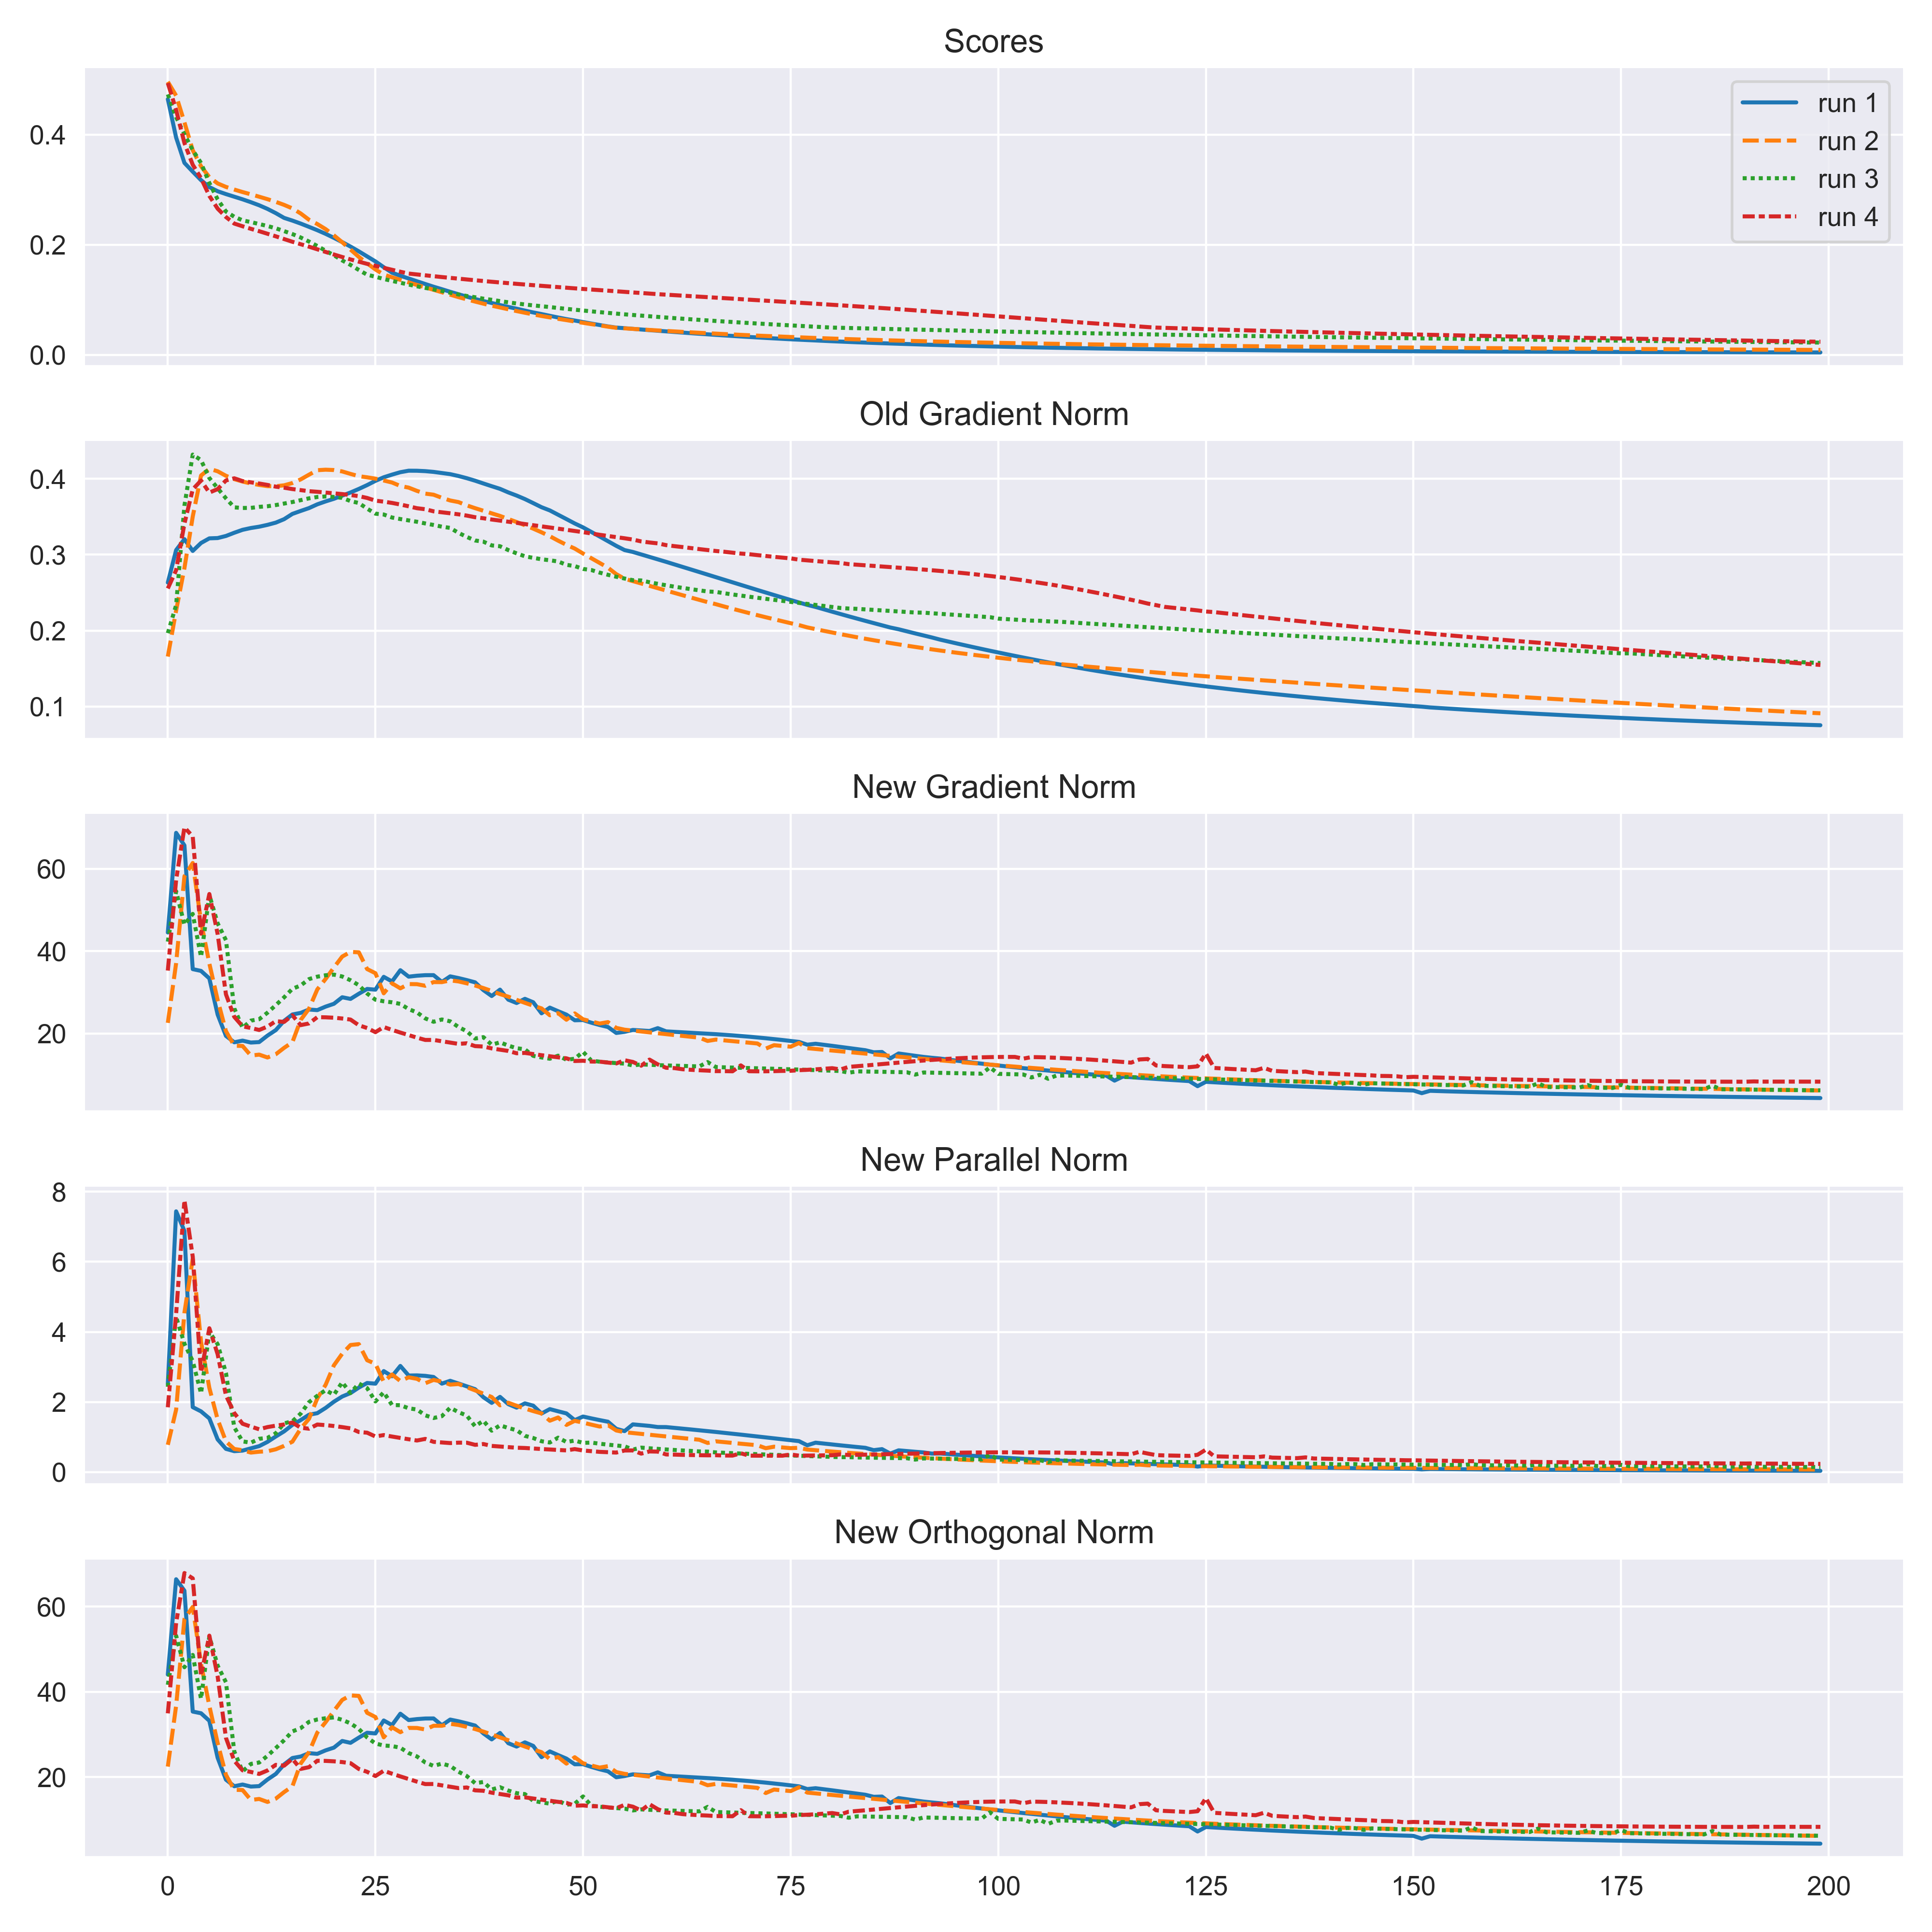 Scores
0.4
0.2
0.0
run 1
run 2
run 3
run 4
Old Gradient Norm
0.4
0.3
0.2
0.1
New Gradient Norm
60
40
20
New Parallel Norm
8
6
4
2
0
New Orthogonal Norm
60
40
20
0 25 50 75 100 125 150 175 200